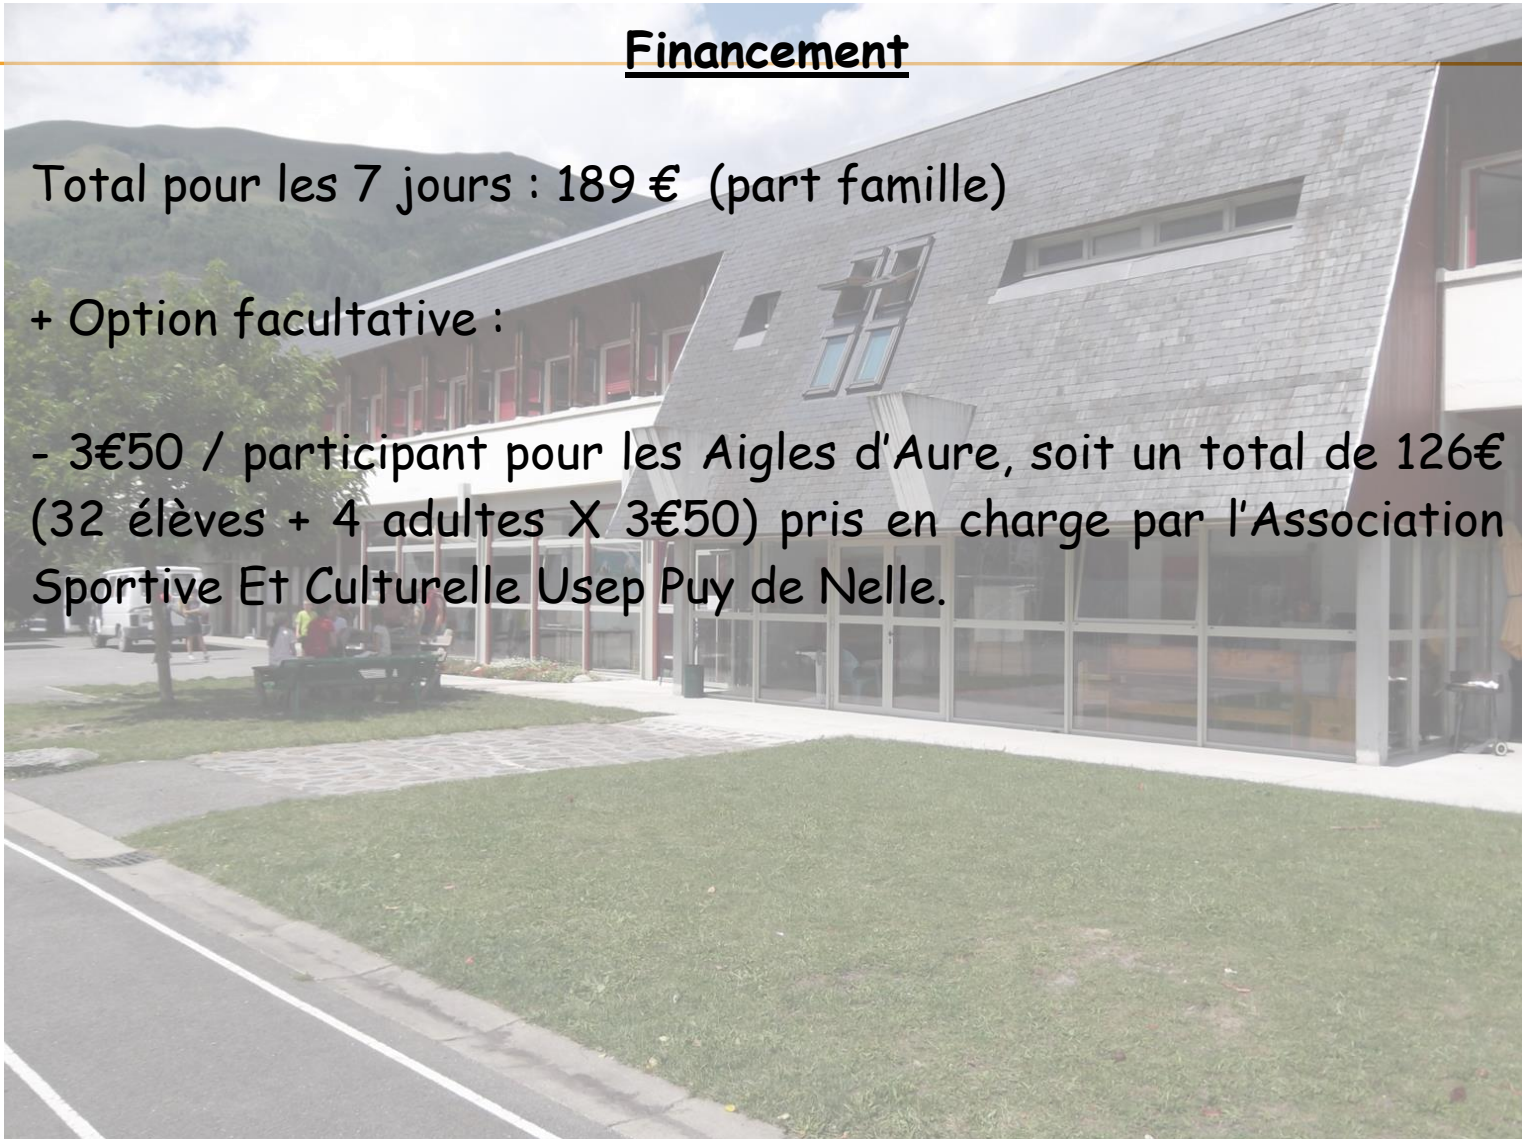 Financement
Total pour les 7 jours : 189 € (part famille)
+ Option facultative :
- 3€50 / participant pour les Aigles d’Aure, soit un total de 126€
(32 élèves + 4 adultes X 3€50) pris en charge par l’Association
Sportive Et Culturelle Usep Puy de Nelle.